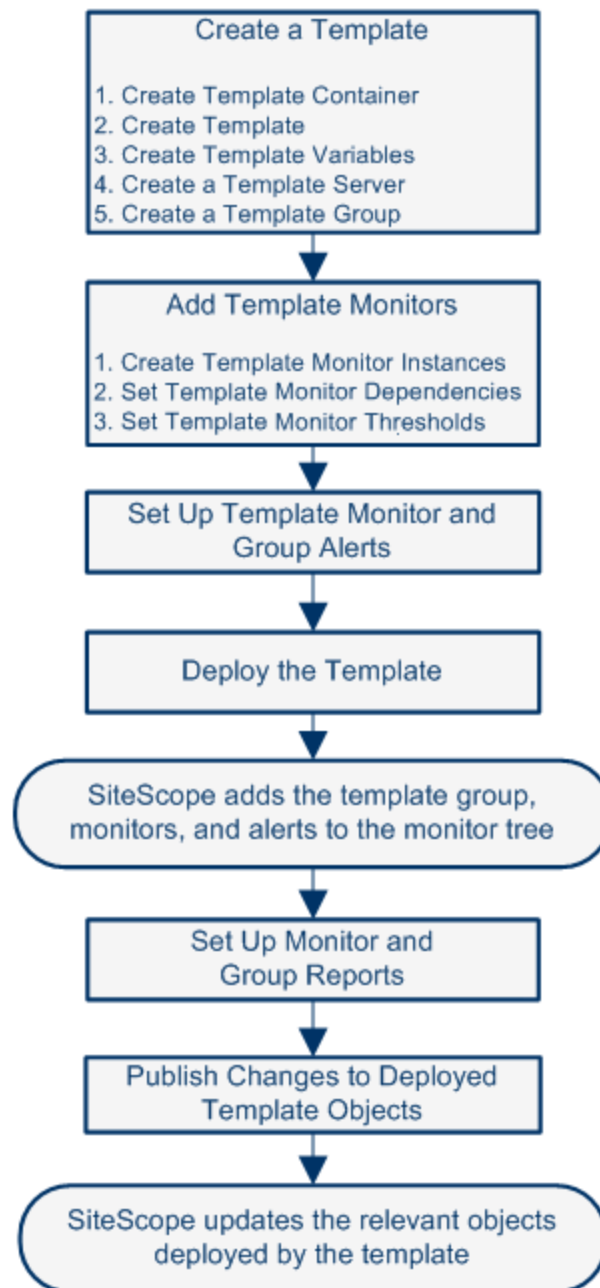 Create a Template
1. Create Template Container
2. Create Template
3. Create Template Variables
4. Create a Template Server
5. Create a Template Group
Add Template Monitors
1. Create Template Monitor Instances
2. Set Template Monitor Dependencies
3. Set Template Monitor Thresholds
Set Up Template Monitor and
Group Alerts
Deploy the Template
SiteScope adds the template group,
monitors, and alerts to the monitor tree
Set Up Monitor and
Group Reports
Publish Changes to Deployed
Template Objects
SiteScope updates the relevant objects
deployed by the template